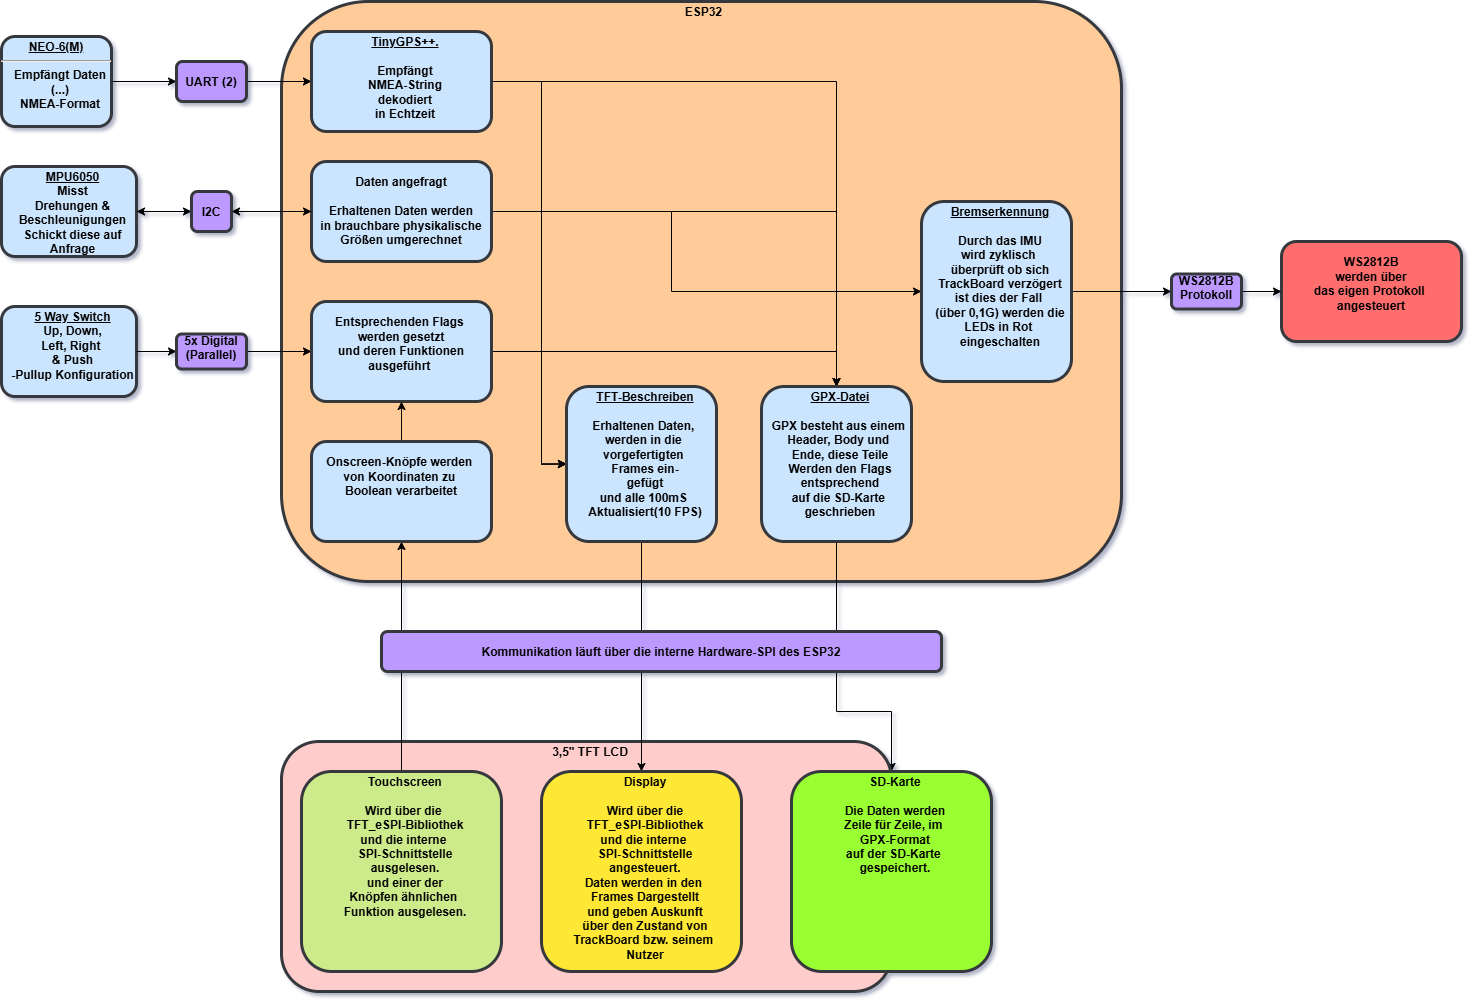 ESP32
NEO-6(M)
Empfängt Daten
(...)
NMEA-Format
UART (2)
TinyGPS++.
Empfängt
NMEA-String
dekodiert
in Echtzeit
MPU6050
Misst
Drehungen &
Beschleunigungen
Schickt diese auf
Anfrage
I2C
Daten angefragt
Erhaltenen Daten werden
in brauchbare physikalische
Größen umgerechnet
5 Way Switch
Up, Down,
Left, Right
& Push
-Pullup Konfiguration
5x Digital
(Parallel)
Entsprechenden Flags
werden gesetzt
und deren Funktionen
ausgeführt
Onscreen-Knöpfe werden
von Koordinaten zu
Boolean verarbeitet
TFT-Beschreiben
Erhaltenen Daten,
werden in die
vorgefertigten
Frames ein-
gefügt
und alle 100mS
Aktualisiert(10 FPS)
GPX-Datei
GPX besteht aus einem
Header, Body und
Ende, diese Teile
Werden den Flags
entsprechend
auf die SD-Karte
geschrieben
Bremserkennung
Durch das IMU
wird zyklisch
überprüft ob sich
TrackBoard verzögert
ist dies der Fall
(über 0,1G) werden die
LEDs in Rot
eingeschalten
WS2812B
Protokoll
WS2812B
werden über
das eigen Protokoll
angesteuert
Kommunikation läuft über die interne Hardware-SPI des ESP32
3,5" TFT LCD
Touchscreen
Wird über die
TFT_eSPI-Bibliothek
und die interne
SPI-Schnittstelle
ausgelesen.
und einer der
Knöpfen ähnlichen
Funktion ausgelesen.
Display
Wird über die
TFT_eSPI-Bibliothek
und die interne
SPI-Schnittstelle
angesteuert.
Daten werden in den
Frames Dargestellt
und geben Auskunft
über den Zustand von
TrackBoard bzw. seinem
Nutzer
SD-Karte
Die Daten werden
Zeile für Zeile, im
GPX-Format
auf der SD-Karte
gespeichert.